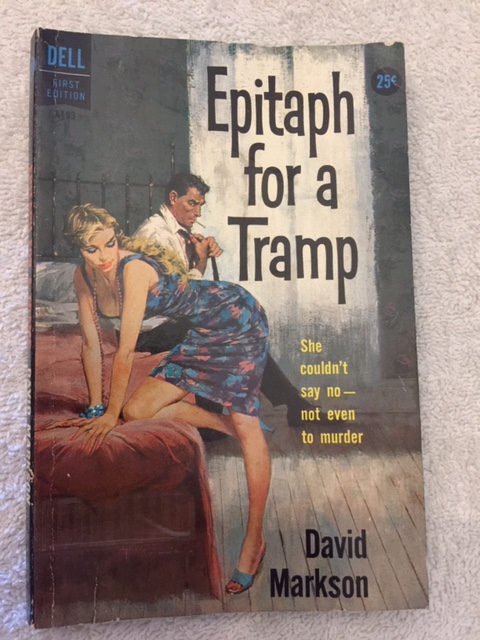 DELL
FIRST
EDITION
25¢
Epitaph
for a
Tramp
She
couldn't
say no—
not even
to murder
David
Markson